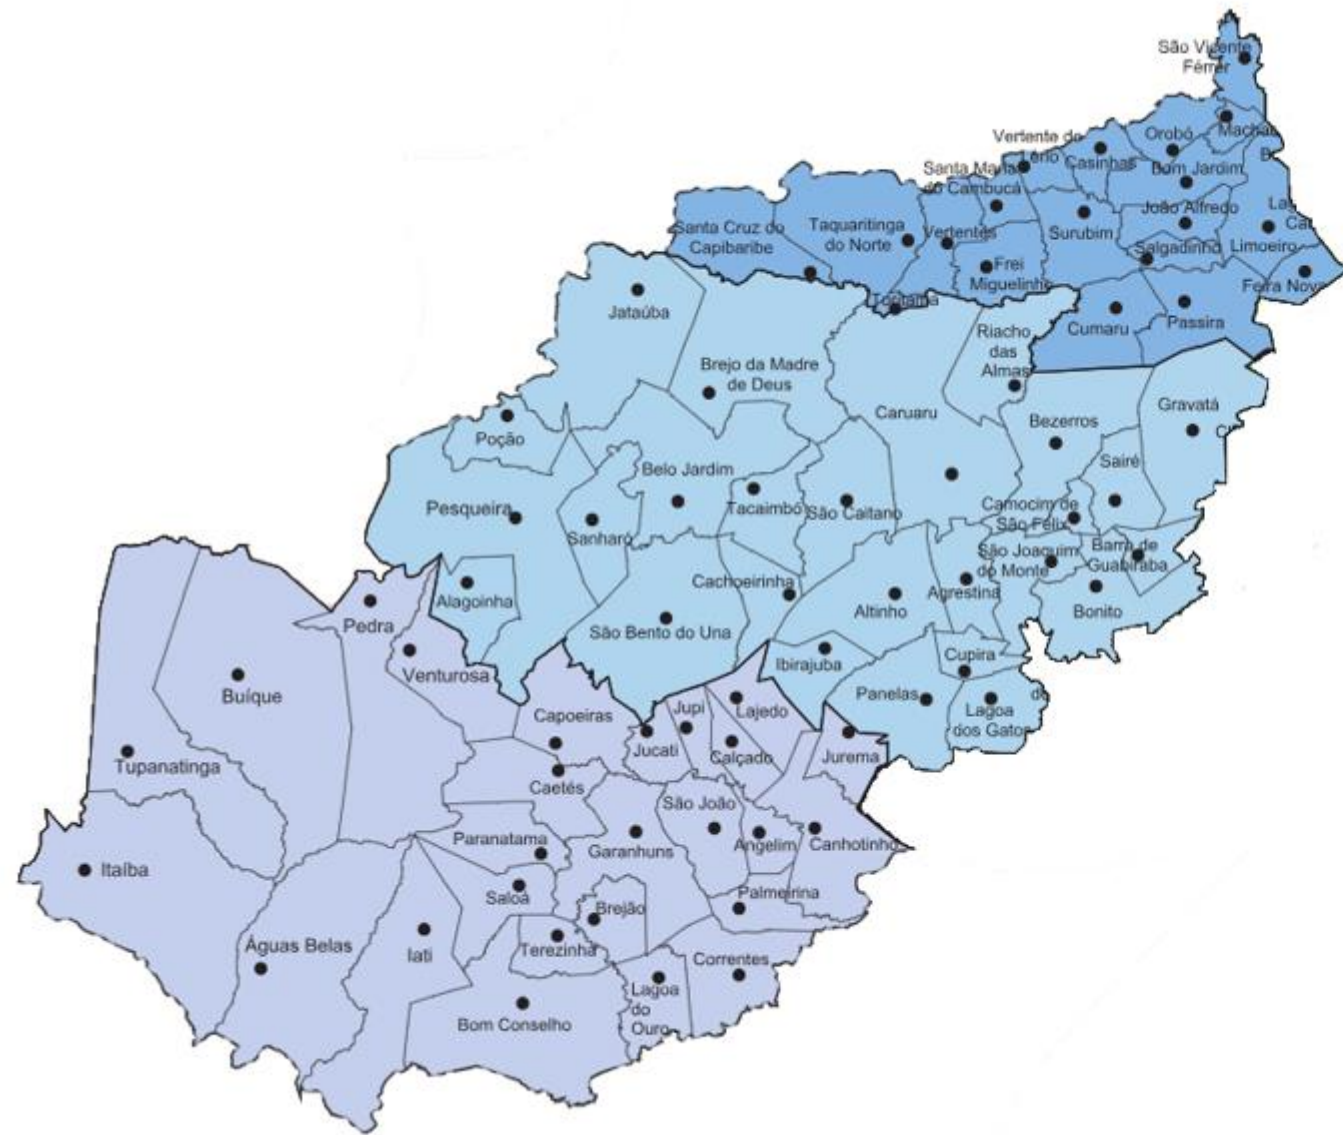 São Vicente
Férrer
Orobó
Vertente do
Lério
Casinhas
Bom Jardim
Santa Maria
do Cambucá
João Alfredo
Santa Cruz do
Capibaribe
Taquaritinga
do Norte
Vertentes
Surubim
Salgadinho
Limoeiro
Frei
Miguelinho
Feira Nova
Toritama
Cumaru
Passira
Jataúba
Riacho
das
Almas
Brejo da Madre
de Deus
Caruaru
Gravatá
Bezerros
Poção
Sairé
Belo Jardim
Pesqueira
Tacaimbó
São Caitano
Camocim de
São Félix
Sanharó
São Joaquim
do Monte
Barra de
Guabiraba
Cachoeirinha
Alagoinha
Altinho
Agrestina
Bonito
Pedra
São Bento do Una
Cupira
Ibirajuba
Venturosa
Buíque
Panelas
Lagoa
dos Gatos
Capoeiras
Jupi
Lajedo
Jucati
Calçado
Jurema
Tupanatinga
Caetés
São João
Paranatama
Garanhuns
Angelim
Canhotinho
Itaíba
Saloá
Palmeirina
Brejão
Águas Belas
Iati
Terezinha
Correntes
Lagoa
do
Ouro
Bom Conselho